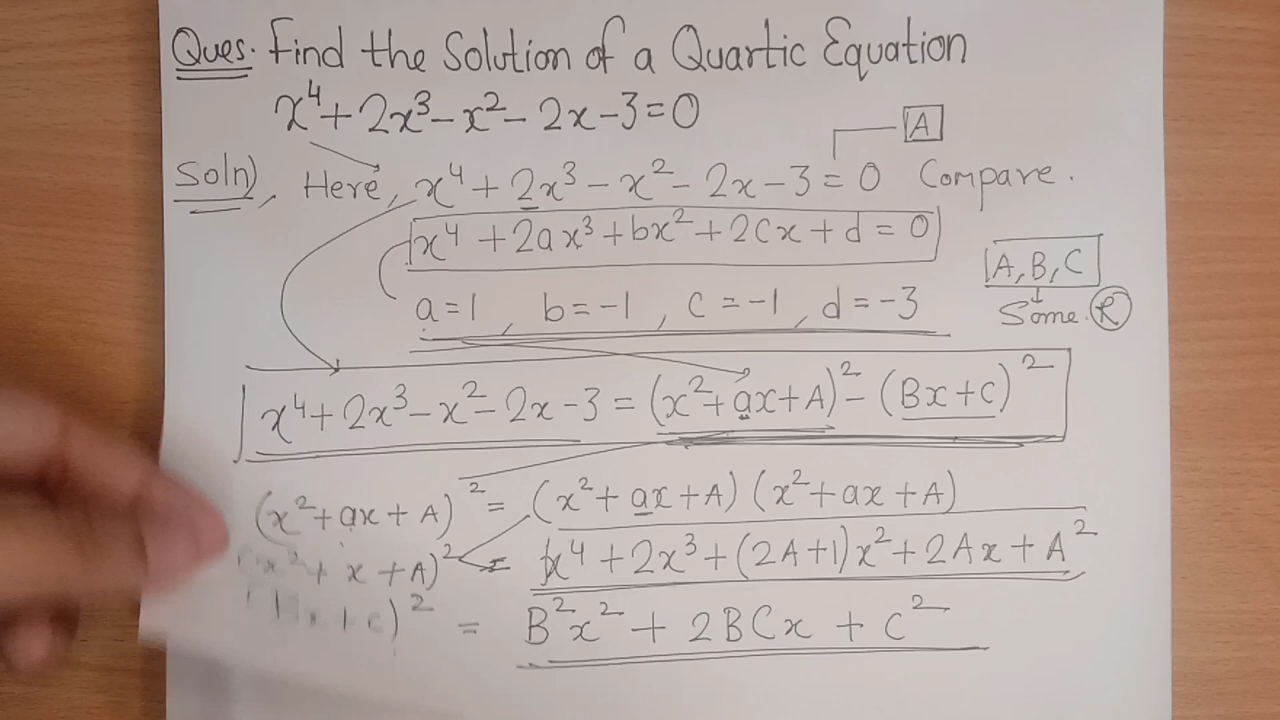 Ques. Find the Solution of a Quartic Equation
x⁴ + 2x³ − x² − 2x − 3 = 0
A
Soln), Here, x⁴ + 2x³ − x² − 2x − 3 = 0 Compare.
x⁴ + 2ax³ + bx² + 2Cx + d = 0
A, B, C
a = 1, b = −1, c = −1, d = −3
Some R
x⁴ + 2x³ − x² − 2x − 3 = (x² + ax + A)² − (Bx + C)²
(x² + ax + A)² = (x² + ax + A) (x² + ax + A)
x² + x + A)² = x⁴ + 2x³ + (2A+1)x² + 2Ax + A²
x + C)² = B²x² + 2BCx + C²